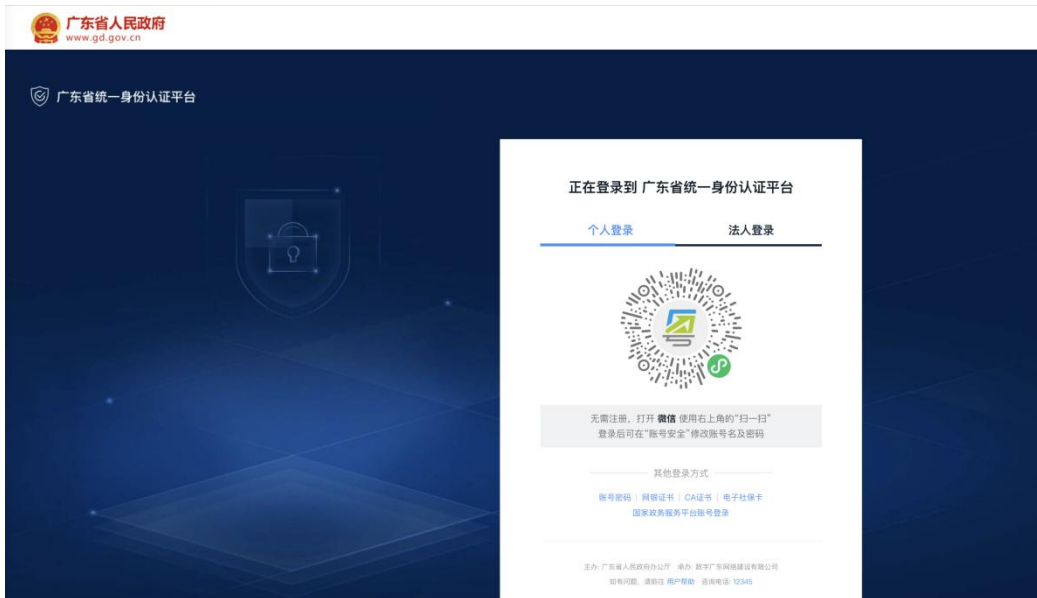 广东省人民政府
www.gd.gov.cn
广东省统一身份认证平台
正在登录到 广东省统一身份认证平台
个人登录 法人登录
无需注册，打开 微信 使用右上角的“扫一扫”
登录后可在“账号安全”修改账号名及密码
其他登录方式
账号密码 | 网银证书 | CA证书 | 电子社保卡
国家政务服务平台账号登录
主办: 广东省人民政府办公厅 承办: 数字广东网络建设有限公司
如有问题，请前往 用户帮助 咨询电话: 12345